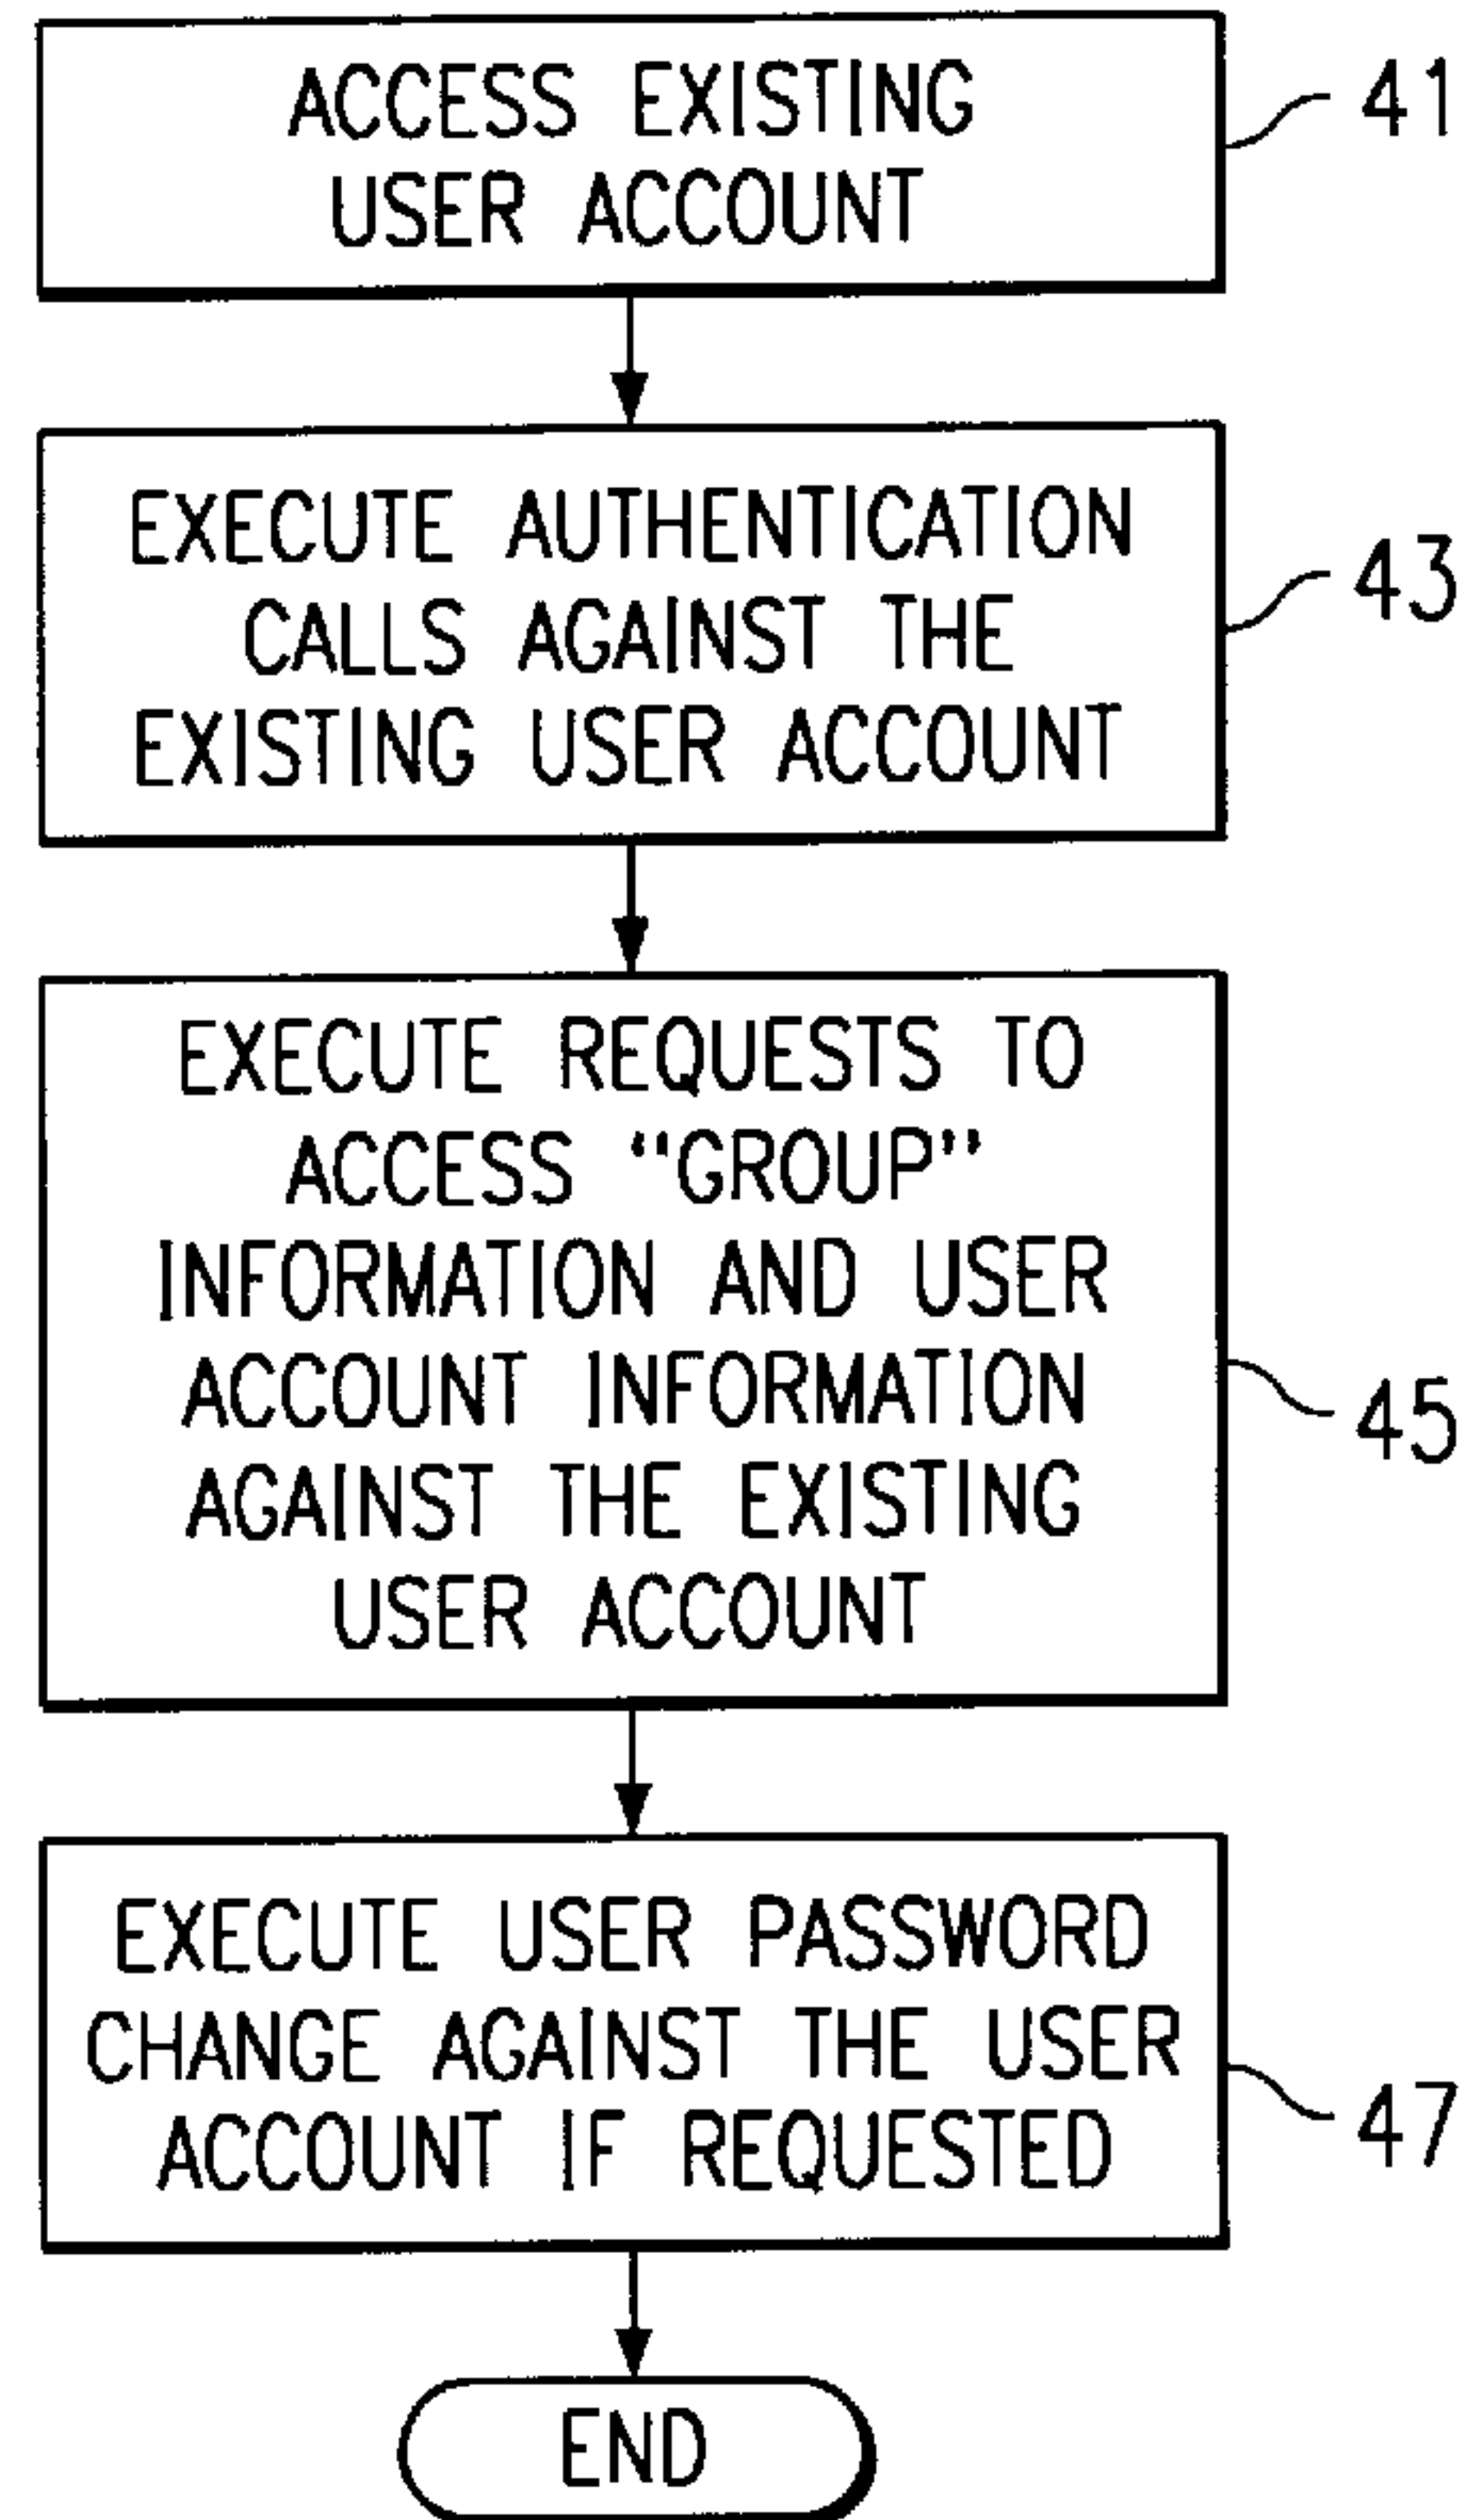 ACCESS EXISTING
USER ACCOUNT
41
EXECUTE AUTHENTICATION
CALLS AGAINST THE
EXISTING USER ACCOUNT
43
EXECUTE REQUESTS TO
ACCESS “GROUP”
INFORMATION AND USER
ACCOUNT INFORMATION
AGAINST THE EXISTING
USER ACCOUNT
45
EXECUTE USER PASSWORD
CHANGE AGAINST THE USER
ACCOUNT IF REQUESTED
47
END